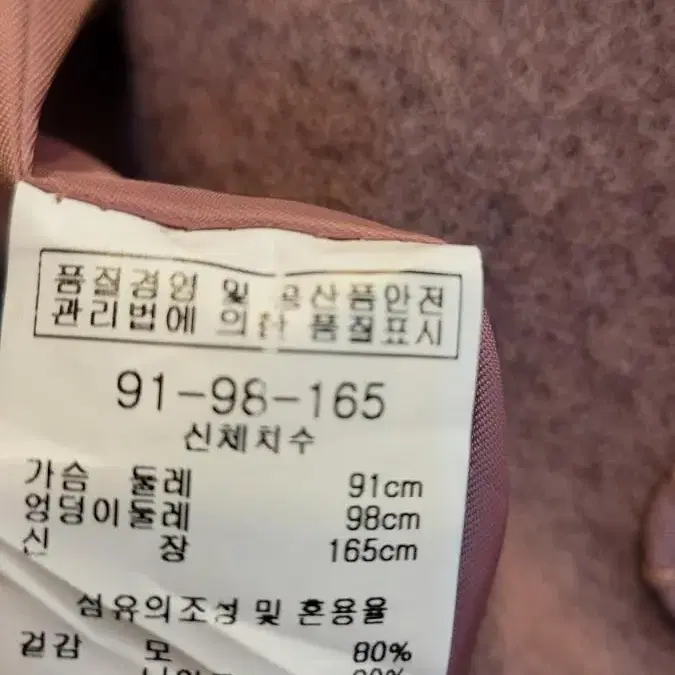 품질경영 및 공산품안전
관리법에 의한 품질표시
91-98-165
신체치수
가슴 둘레 91cm
엉덩이둘레 98cm
신 장 165cm
섬유의조성 및 혼용율
겉감 모 80%